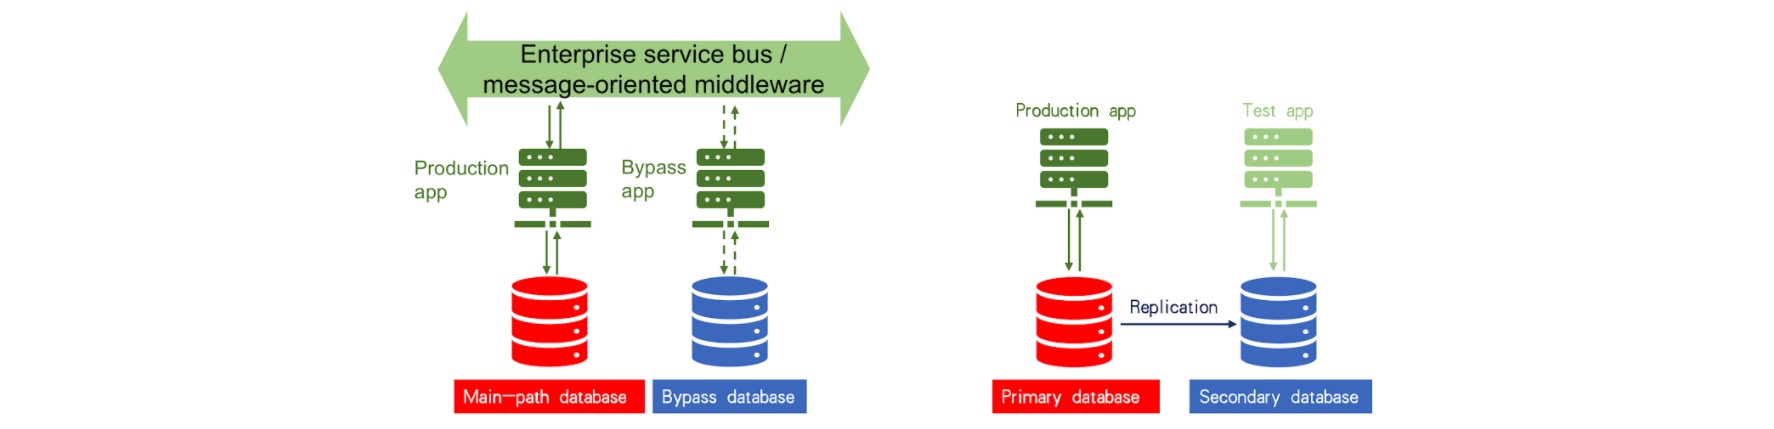 Enterprise service bus /
message-oriented middleware
Production
app
Bypass
app
Main-path database
Bypass database
Production app
Test app
Replication
Primary database
Secondary database